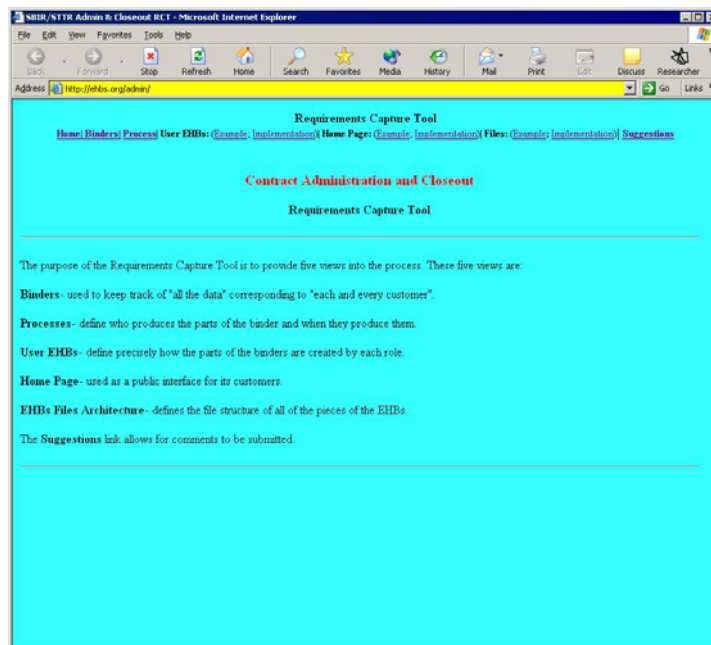 SBIR/STTR Admin & Closeout RCT - Microsoft Internet Explorer
File Edit View Favorites Tools Help
Back Forward Stop Refresh Home Search Favorites Media History Mail Print Edit Discuss Researcher
Address http://ehbs.org/admin/ Go Links
Requirements Capture Tool
Home| Binders| Process| User EHBs: (Example; Implementation)| Home Page: (Example; Implementation)| Files: (Example; Implementation)| Suggestions
Contract Administration and Closeout
Requirements Capture Tool
The purpose of the Requirements Capture Tool is to provide five views into the process. These five views are:
Binders- used to keep track of "all the data" corresponding to "each and every customer".
Processes- define who produces the parts of the binder and when they produce them.
User EHBs- define precisely how the parts of the binders are created by each role.
Home Page- used as a public interface for its customers.
EHBs Files Architecture- defines the file structure of all of the pieces of the EHBs.
The Suggestions link allows for comments to be submitted.